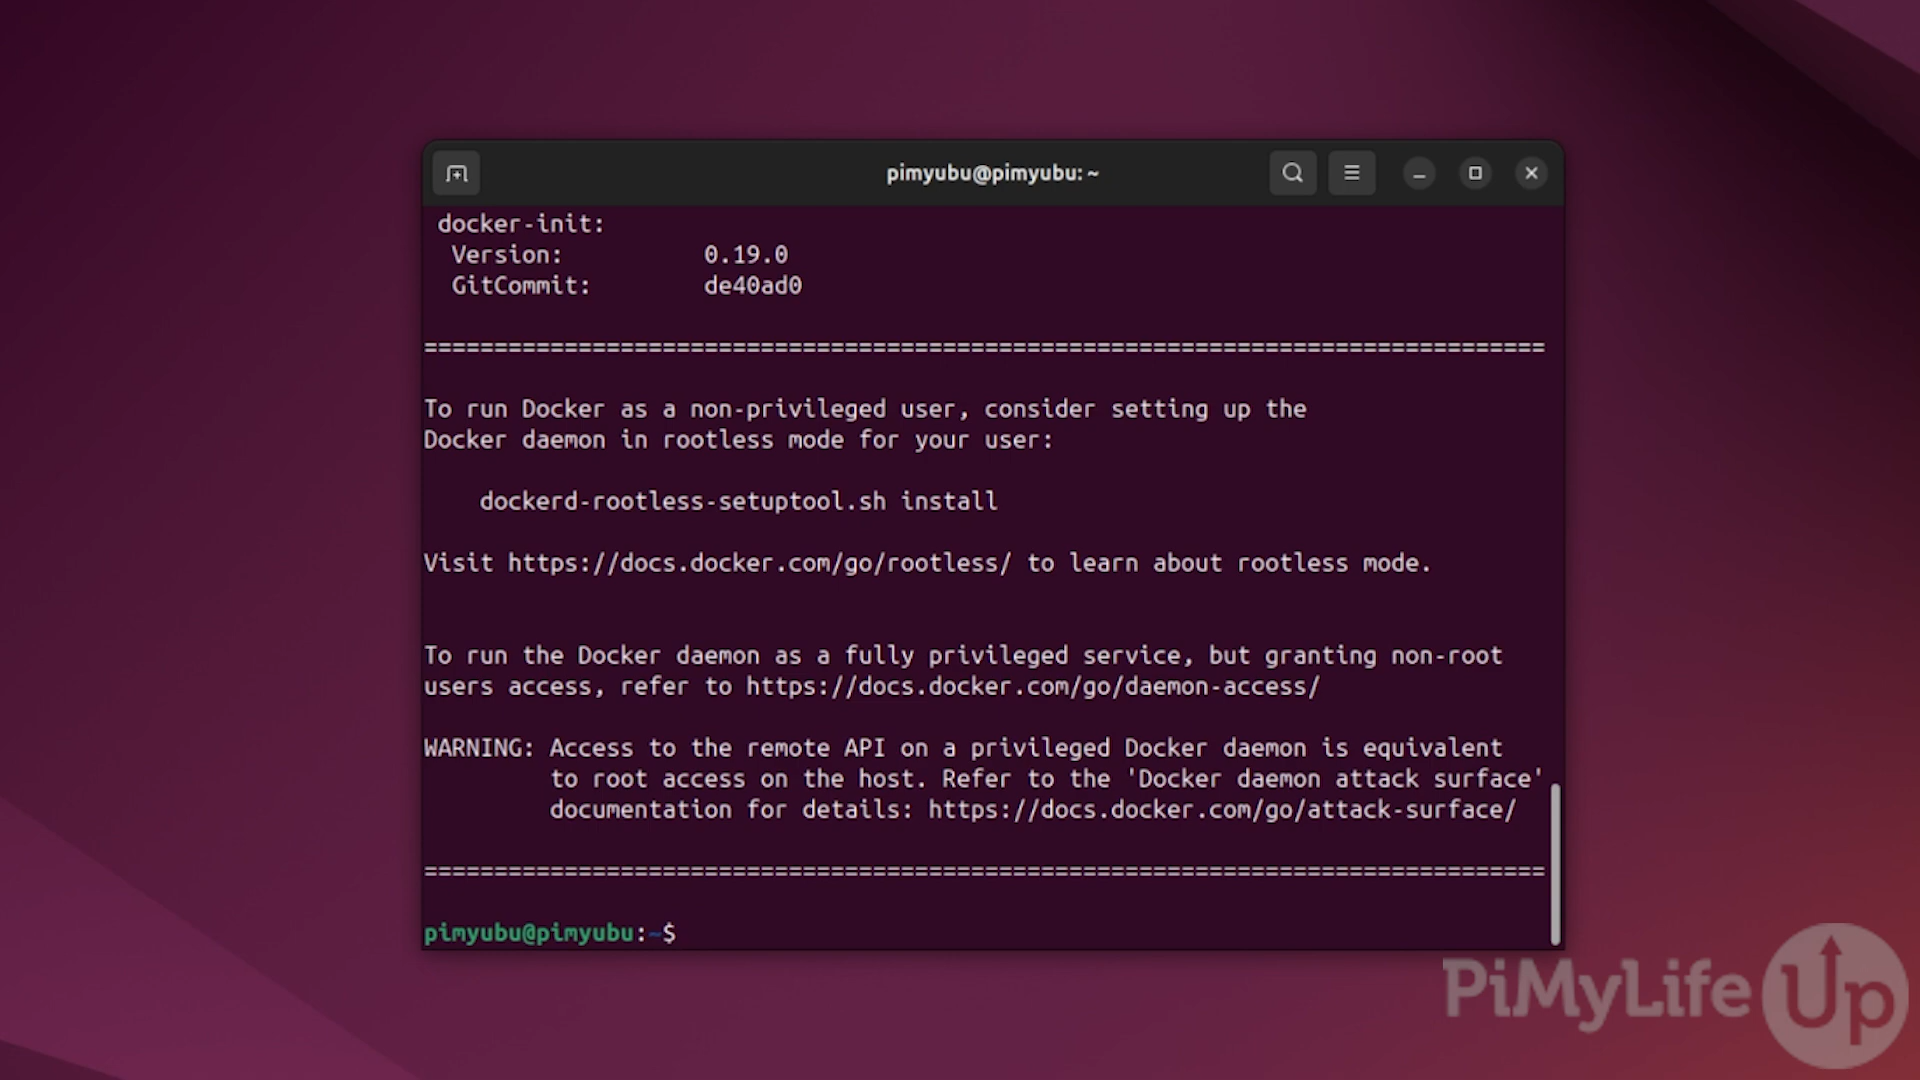 pimyubu@pimyubu: ~
docker-init:
Version: 0.19.0
GitCommit: de40ad0
================================================================================
To run Docker as a non-privileged user, consider setting up the
Docker daemon in rootless mode for your user:
dockerd-rootless-setuptool.sh install
Visit https://docs.docker.com/go/rootless/ to learn about rootless mode.
To run the Docker daemon as a fully privileged service, but granting non-root
users access, refer to https://docs.docker.com/go/daemon-access/
WARNING: Access to the remote API on a privileged Docker daemon is equivalent
to root access on the host. Refer to the 'Docker daemon attack surface'
documentation for details: https://docs.docker.com/go/attack-surface/
================================================================================
pimyubu@pimyubu:~$
PiMyLifeUp